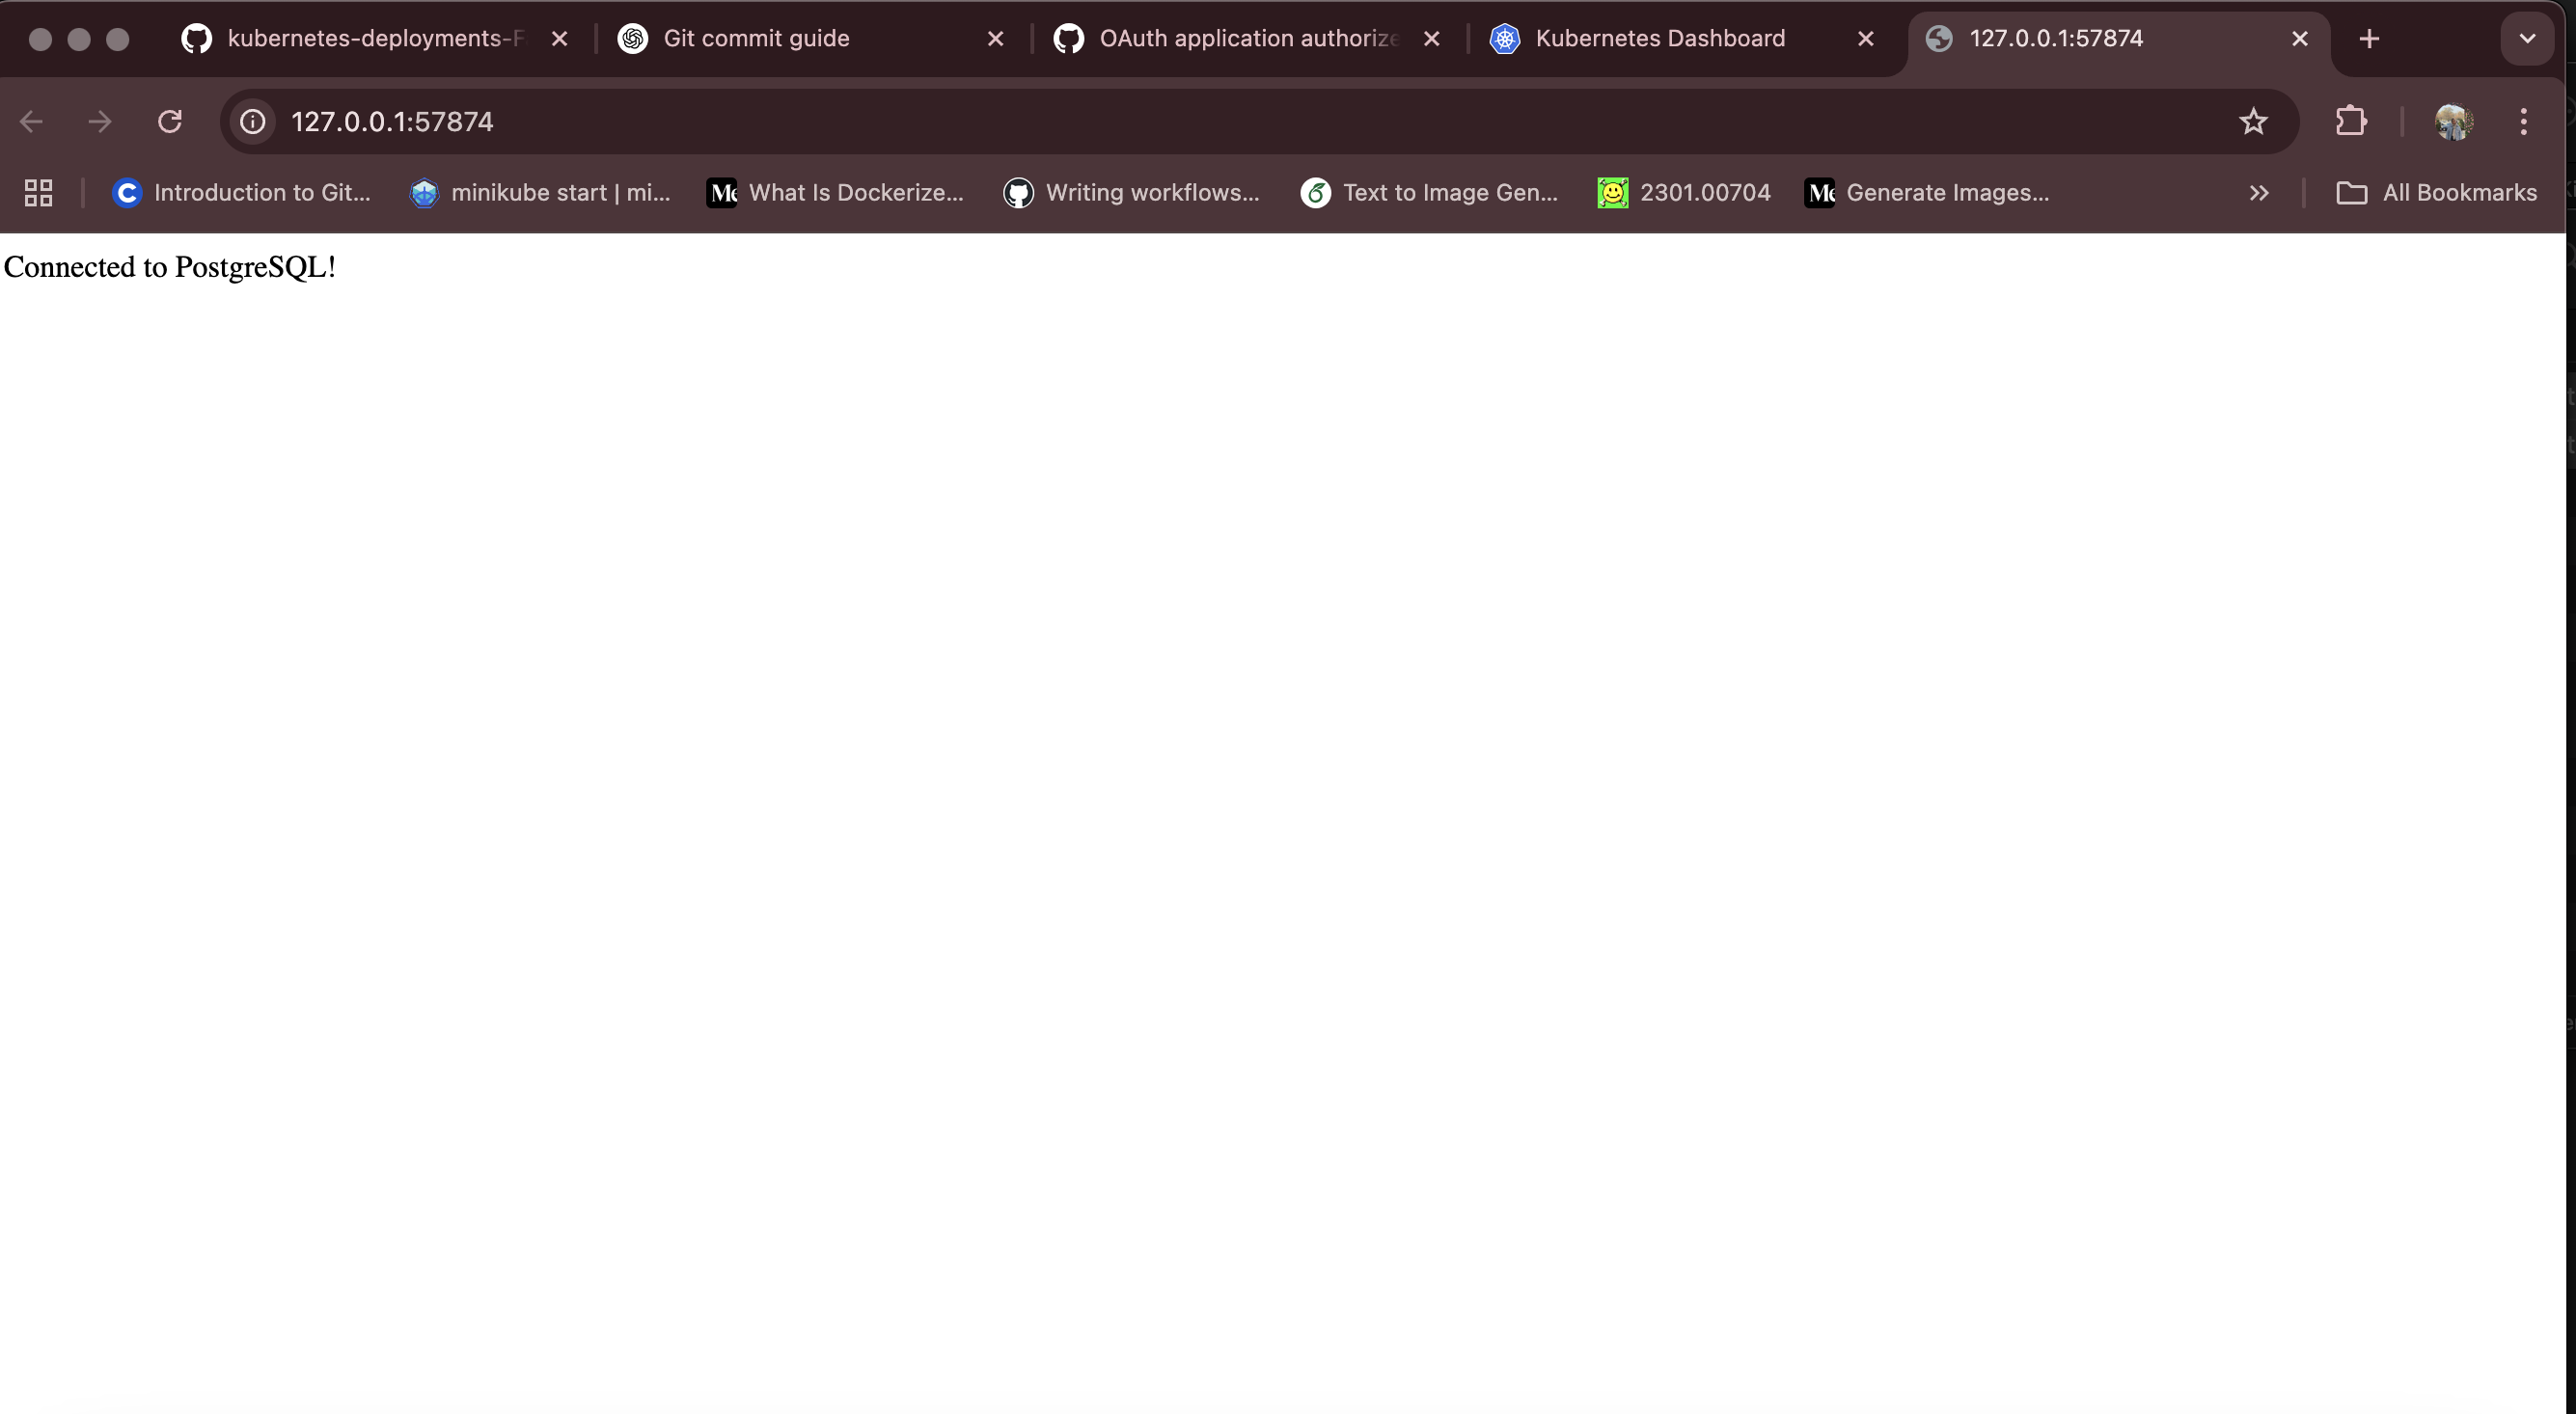 kubernetes-deployments-F
Git commit guide
OAuth application authorize
Kubernetes Dashboard
127.0.0.1:57874
127.0.0.1:57874
Introduction to Git...
minikube start | mi...
What Is Dockerize...
Writing workflows...
Text to Image Gen...
2301.00704
Generate Images...
All Bookmarks
Connected to PostgreSQL!